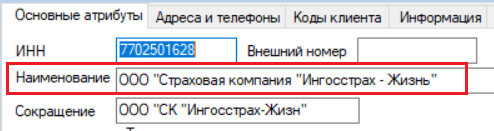 Основные атрибуты Адреса и телефоны Коды клиента Информация
ИНН 7702501628 Внешний номер
Наименование ООО "Страховая компания "Ингосстрах - Жизнь"
Сокращение ООО "СК "Ингосстрах-Жизн"